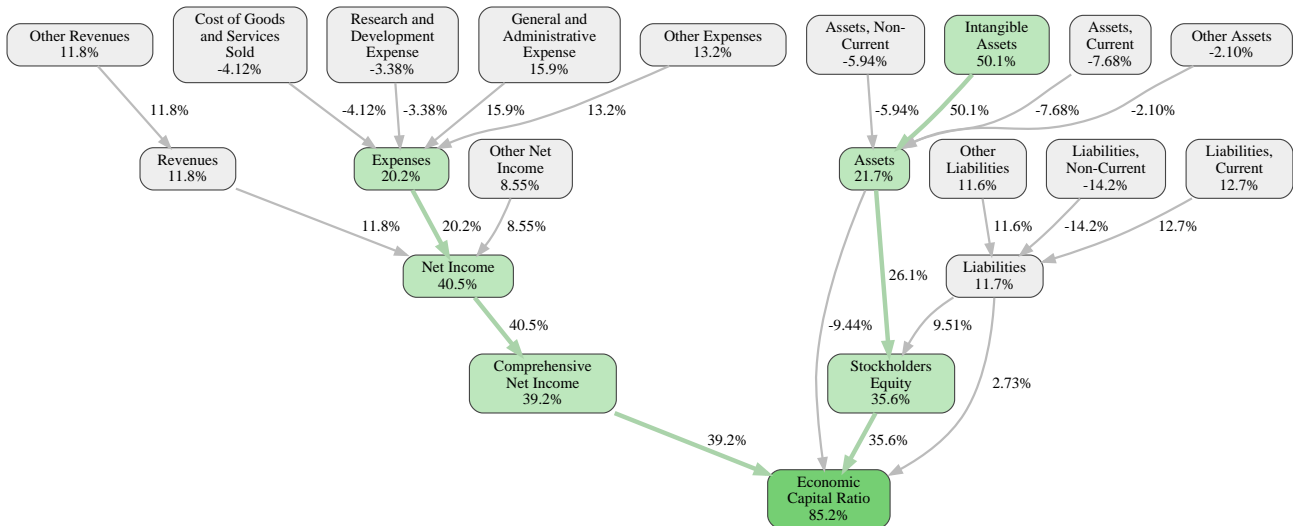 Other Revenues
11.8%
Cost of Goods
and Services
Sold
-4.12%
Research and
Development
Expense
-3.38%
General and
Administrative
Expense
15.9%
Other Expenses
13.2%
Assets, Non-
Current
-5.94%
Intangible
Assets
50.1%
Assets,
Current
-7.68%
Other Assets
-2.10%
11.8%
-4.12%
-3.38%
15.9%
13.2%
-5.94%
50.1%
-7.68%
-2.10%
Revenues
11.8%
Expenses
20.2%
Other Net
Income
8.55%
Assets
21.7%
Other
Liabilities
11.6%
Liabilities,
Non-Current
-14.2%
Liabilities,
Current
12.7%
11.8%
20.2%
8.55%
11.6%
-14.2%
12.7%
Net Income
40.5%
26.1%
Liabilities
11.7%
40.5%
-9.44%
9.51%
Comprehensive
Net Income
39.2%
Stockholders
Equity
35.6%
2.73%
39.2%
35.6%
Economic
Capital Ratio
85.2%